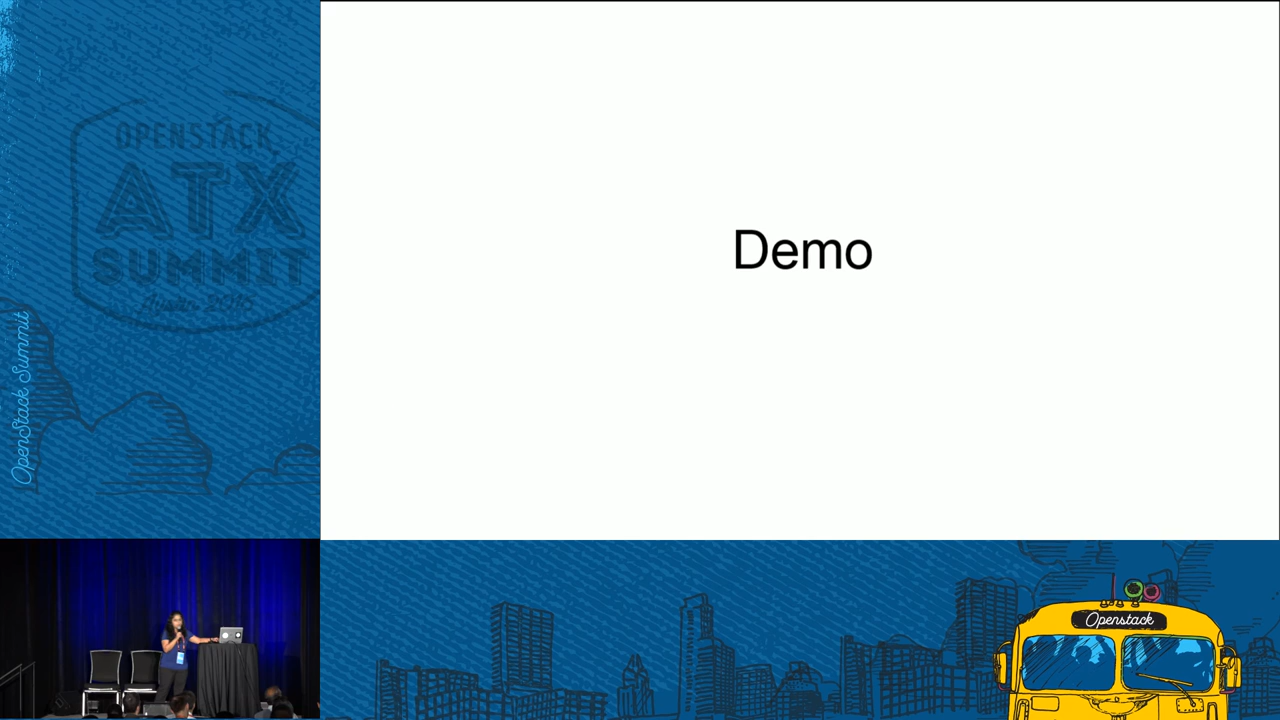 OPENSTACK
ATX
SUMMIT
Austin 2016
OpenStack Summit
Demo
Openstack